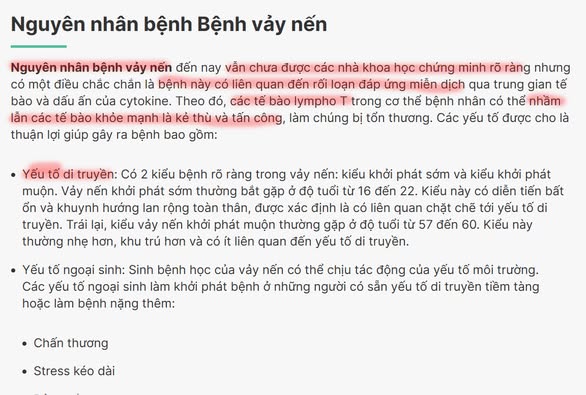 Nguyên nhân bệnh Bệnh vảy nến
Nguyên nhân bệnh vảy nến đến nay vẫn chưa được các nhà khoa học chứng minh rõ ràng nhưng
có một điều chắc chắn là bệnh này có liên quan đến rối loạn đáp ứng miễn dịch qua trung gian tế
bào và dấu ấn của cytokine. Theo đó, các tế bào lympho T trong cơ thể bệnh nhân có thể nhầm
lẫn các tế bào khỏe mạnh là kẻ thù và tấn công, làm chúng bị tổn thương. Các yếu tố được cho là
thuận lợi giúp gây ra bệnh bao gồm:
• Yếu tố di truyền: Có 2 kiểu bệnh rõ ràng trong vảy nến: kiểu khởi phát sớm và kiểu khởi phát
muộn. Vảy nến khởi phát sớm thường bắt gặp ở độ tuổi từ 16 đến 22. Kiểu này có diễn tiến bất
ổn và khuynh hướng lan rộng toàn thân, được xác định là có liên quan chặt chẽ tới yếu tố di
truyền. Trái lại, kiểu vảy nến khởi phát muộn thường gặp ở độ tuổi từ 57 đến 60. Kiểu này
thường nhẹ hơn, khu trú hơn và có ít liên quan đến yếu tố di truyền.
• Yếu tố ngoại sinh: Sinh bệnh học của vảy nến có thể chịu tác động của yếu tố môi trường.
Các yếu tố ngoại sinh làm khởi phát bệnh ở những người có sẵn yếu tố di truyền tiềm tàng
hoặc làm bệnh nặng thêm:
• Chấn thương
• Stress kéo dài